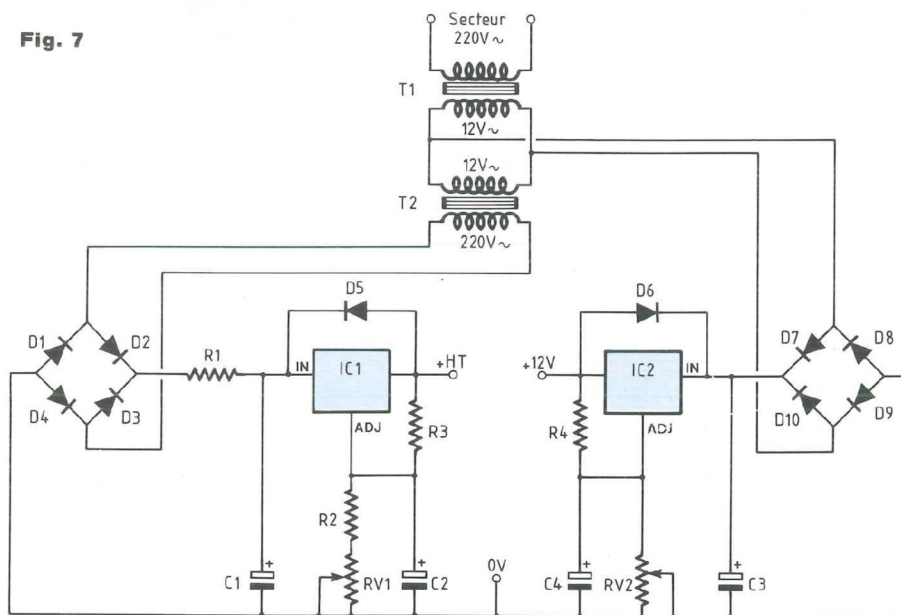 Fig. 7
Secteur
220V~
T1
12V~
12V~
T2
220V~
D5
D6
D1
D2
R1
IN
IC1
+HT
+12V
IC2
IN
D7
D8
D4
D3
ADJ
R3
R4
ADJ
D10
D9
R2
C1
+
RV1
+
C2
0V
C4
+
RV2
+
C3